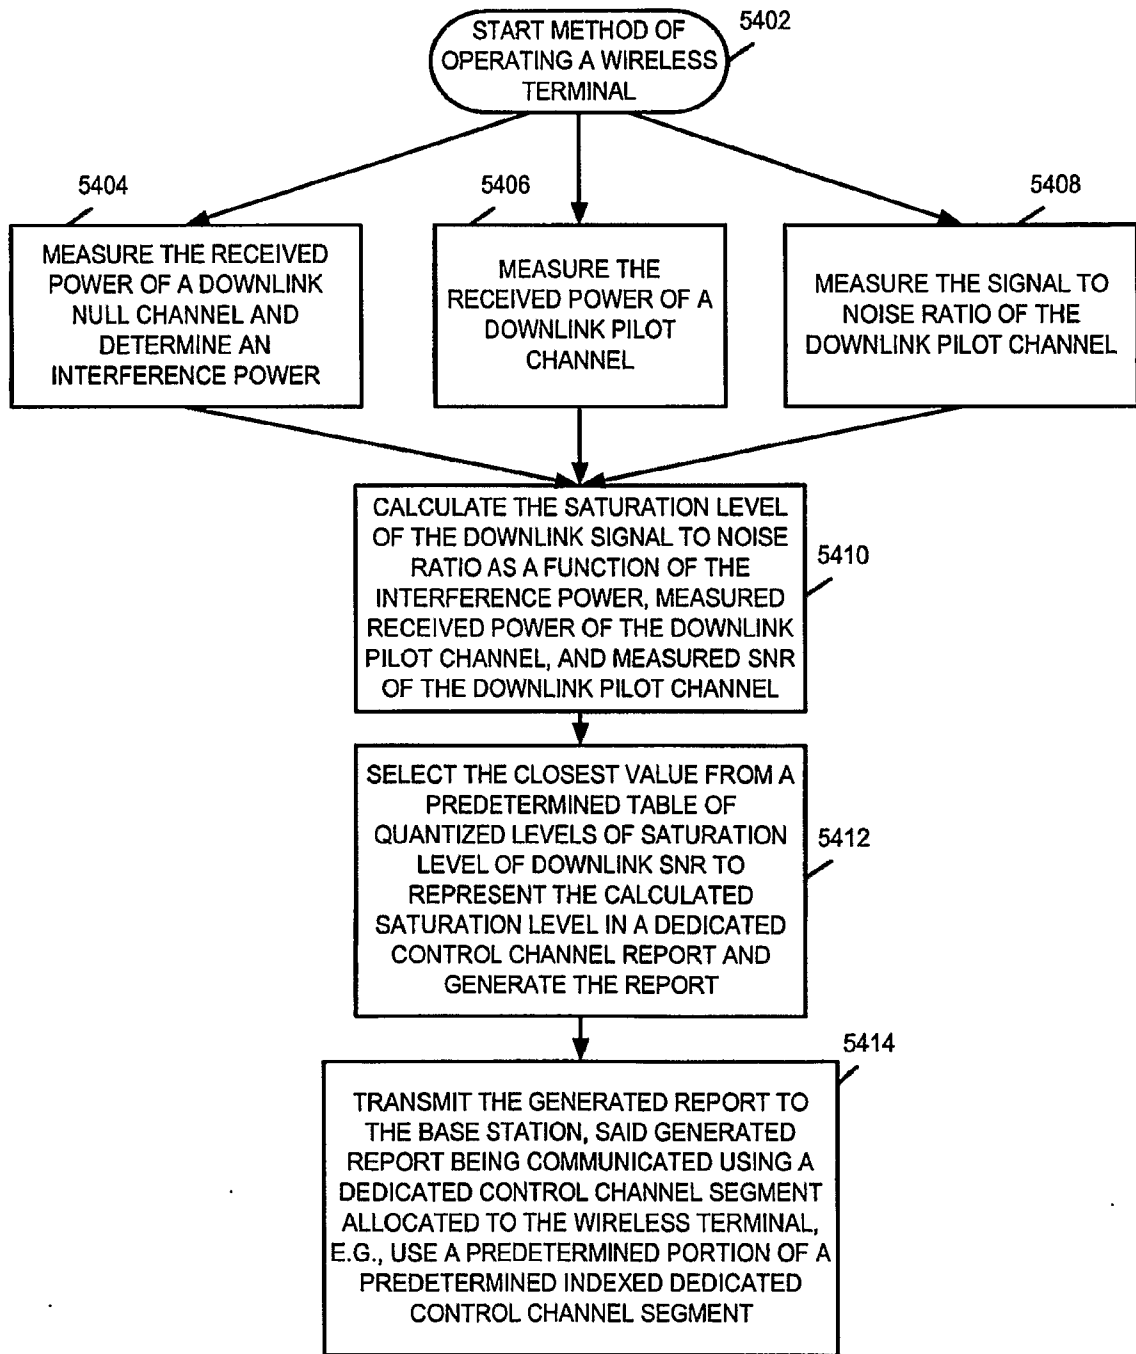 START METHOD OF
OPERATING A WIRELESS
TERMINAL
5402
5404
5406
5408
MEASURE THE RECEIVED
POWER OF A DOWNLINK
NULL CHANNEL AND
DETERMINE AN
INTERFERENCE POWER
MEASURE THE
RECEIVED POWER OF A
DOWNLINK PILOT
CHANNEL
MEASURE THE SIGNAL TO
NOISE RATIO OF THE
DOWNLINK PILOT CHANNEL
CALCULATE THE SATURATION LEVEL
OF THE DOWNLINK SIGNAL TO NOISE
RATIO AS A FUNCTION OF THE
INTERFERENCE POWER, MEASURED
RECEIVED POWER OF THE DOWNLINK
PILOT CHANNEL, AND MEASURED SNR
OF THE DOWNLINK PILOT CHANNEL
5410
SELECT THE CLOSEST VALUE FROM A
PREDETERMINED TABLE OF
QUANTIZED LEVELS OF SATURATION
LEVEL OF DOWNLINK SNR TO
REPRESENT THE CALCULATED
SATURATION LEVEL IN A DEDICATED
CONTROL CHANNEL REPORT AND
GENERATE THE REPORT
5412
5414
TRANSMIT THE GENERATED REPORT TO
THE BASE STATION, SAID GENERATED
REPORT BEING COMMUNICATED USING A
DEDICATED CONTROL CHANNEL SEGMENT
ALLOCATED TO THE WIRELESS TERMINAL,
E.G., USE A PREDETERMINED PORTION OF A
PREDETERMINED INDEXED DEDICATED
CONTROL CHANNEL SEGMENT